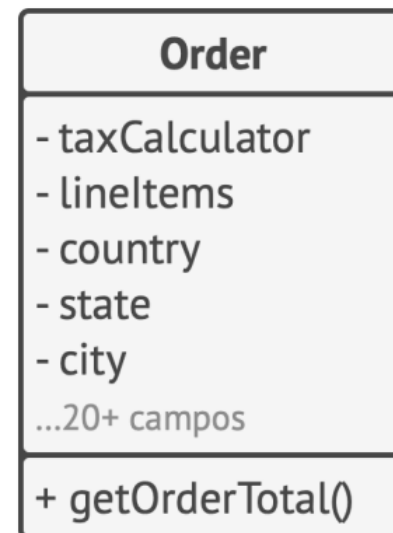 Order
- taxCalculator
- lineItems
- country
- state
- city
...20+ campos
+ getOrderTotal()